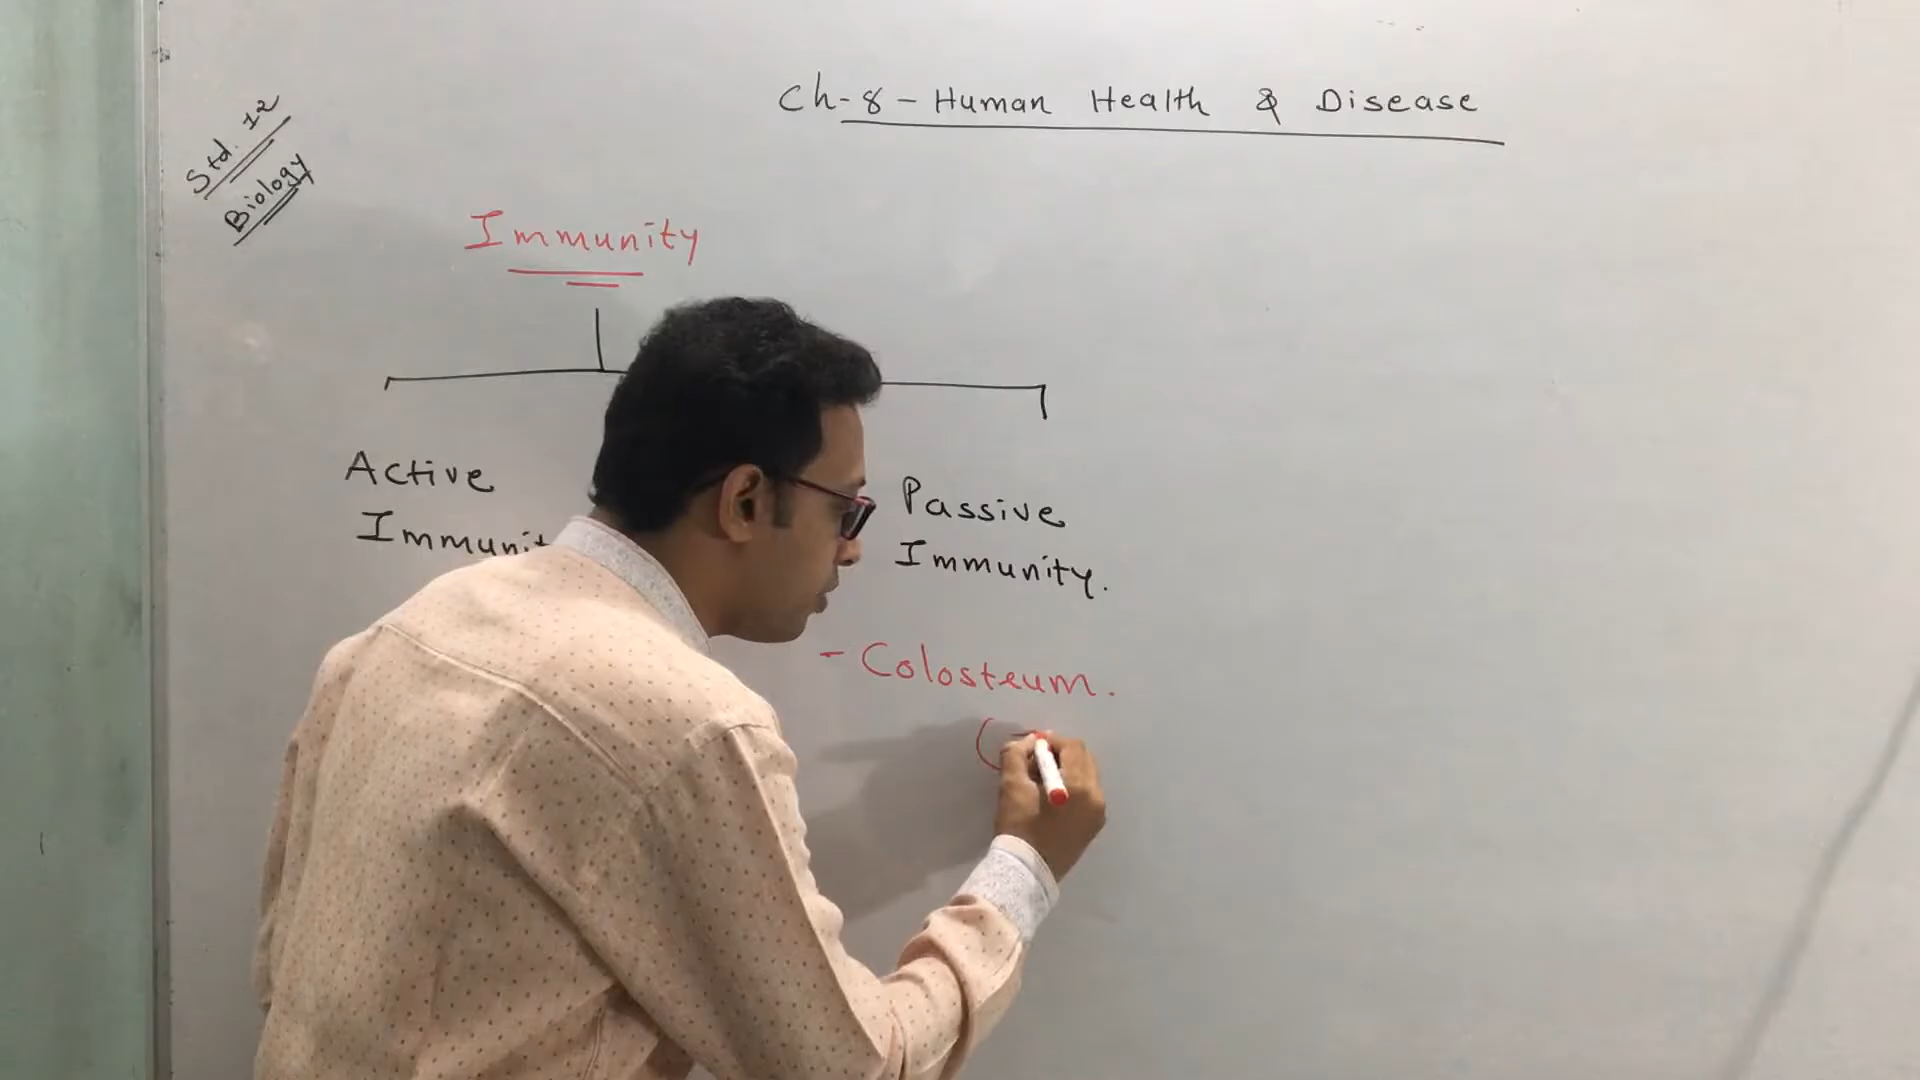 Std. 12
Biology
Ch-8 - Human Health & Disease
Immunity
Active
Passive
Immunity.
- Colosteum.